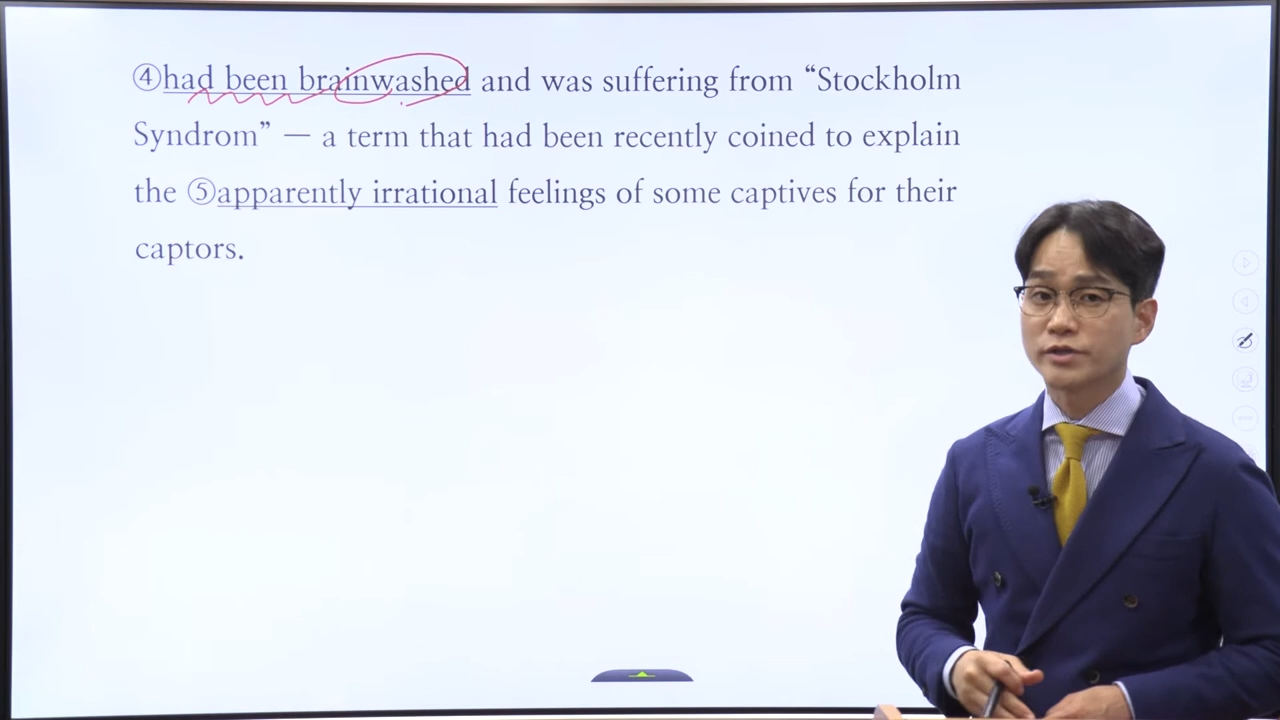 ④had been brainwashed and was suffering from “Stockholm
Syndrom” — a term that had been recently coined to explain
the ⑤apparently irrational feelings of some captives for their
captors.